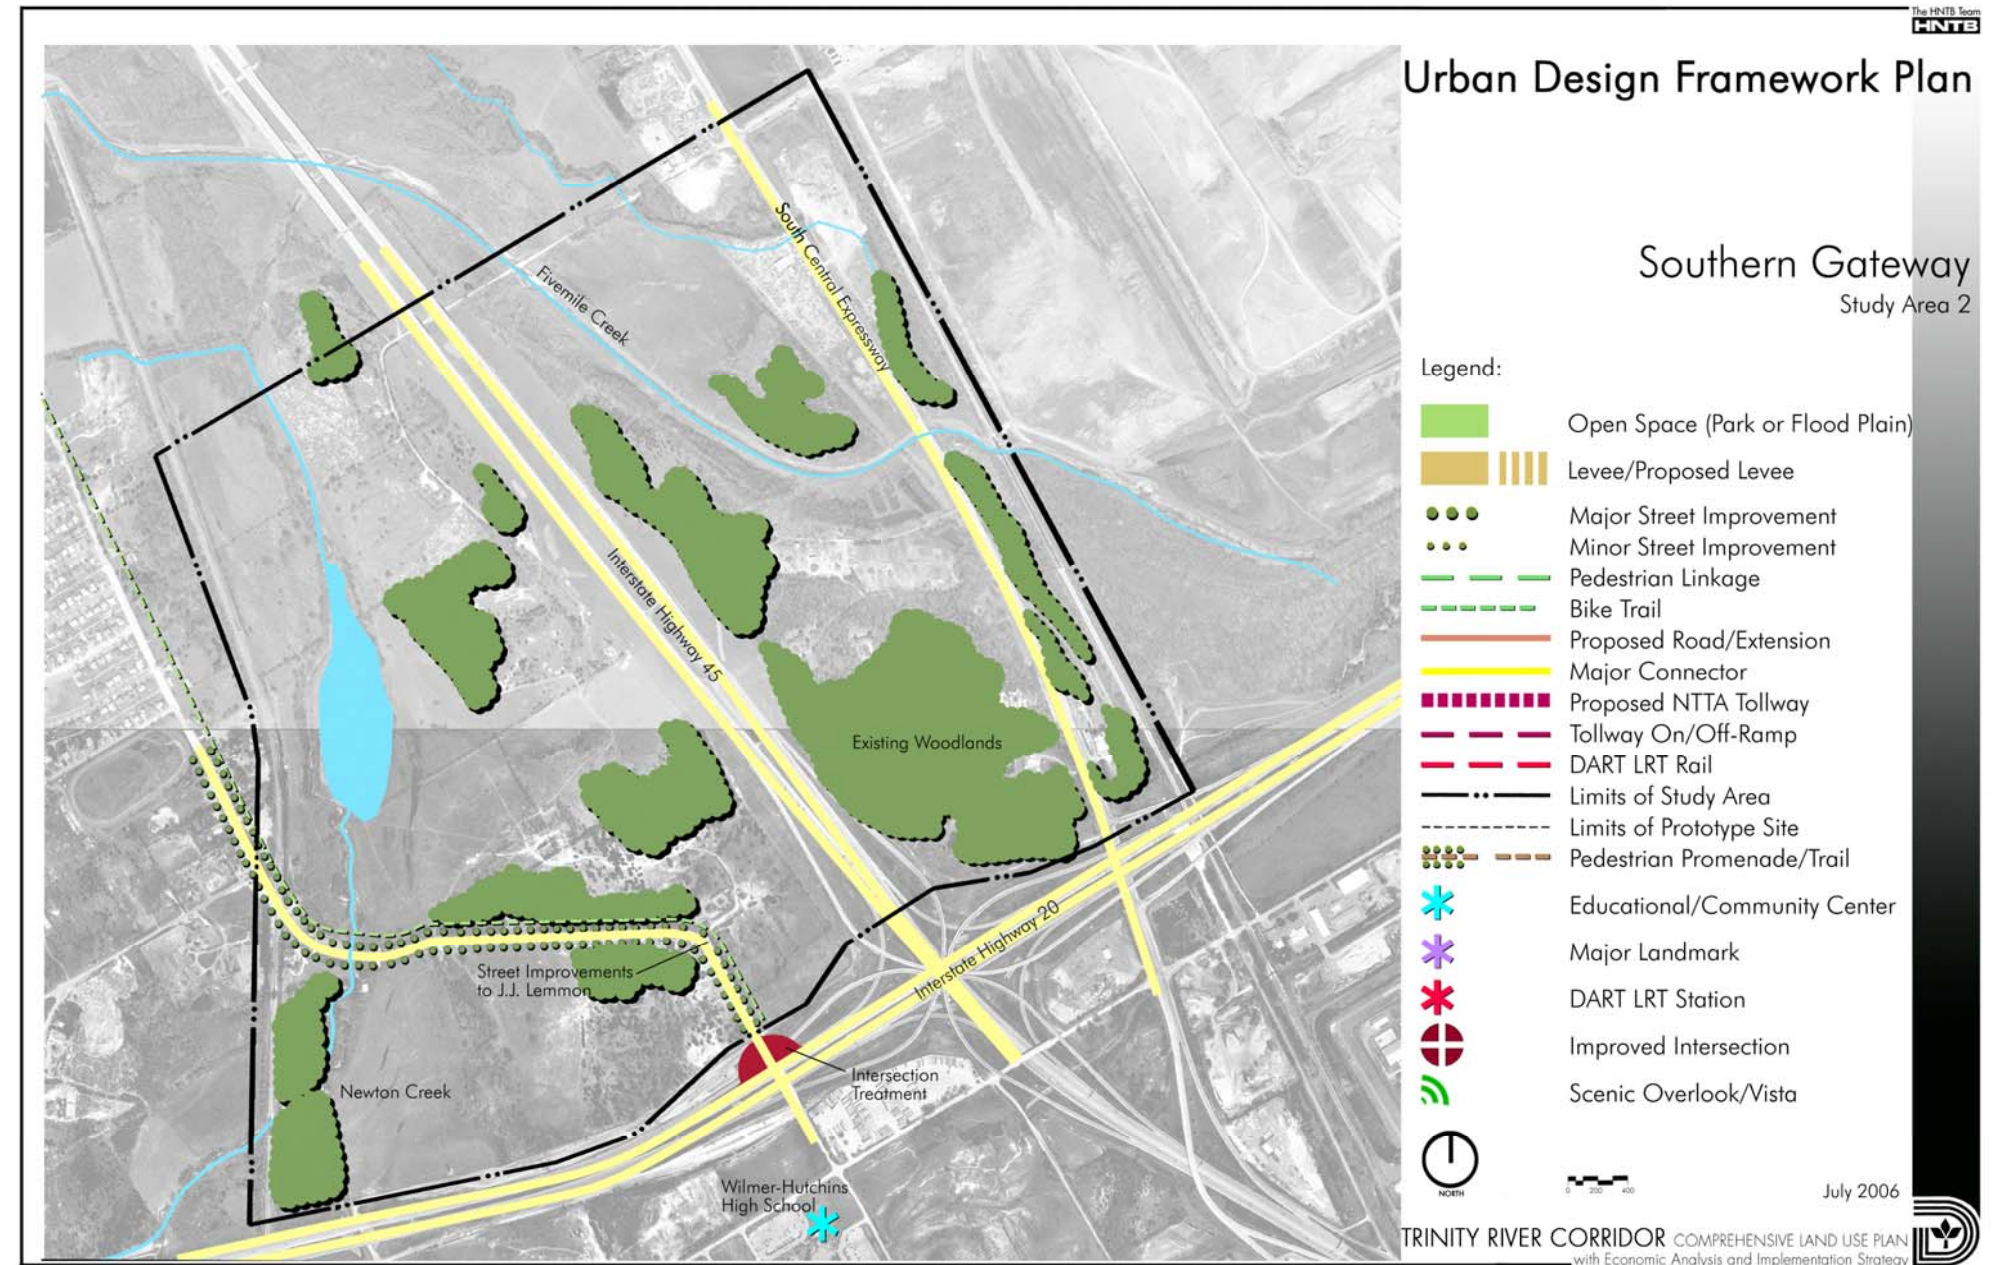 The HNTB Team
HNTB
Urban Design Framework Plan
Southern Gateway
Study Area 2
South Central Expressway
Fivemile Creek
Interstate Highway 45
Existing Woodlands
Interstate Highway 20
Street Improvements
to J.J. Lemmon
Intersection
Treatment
Newton Creek
Wilmer-Hutchins
High School
Legend:
Open Space (Park or Flood Plain)
Levee/Proposed Levee
Major Street Improvement
Minor Street Improvement
Pedestrian Linkage
Bike Trail
Proposed Road/Extension
Major Connector
Proposed NTTA Tollway
Tollway On/Off-Ramp
DART LRT Rail
Limits of Study Area
Limits of Prototype Site
Pedestrian Promenade/Trail
Educational/Community Center
Major Landmark
DART LRT Station
Improved Intersection
Scenic Overlook/Vista
NORTH
0 200 400
July 2006
TRINITY RIVER CORRIDOR COMPREHENSIVE LAND USE PLAN
with Economic Analysis and Implementation Strategy